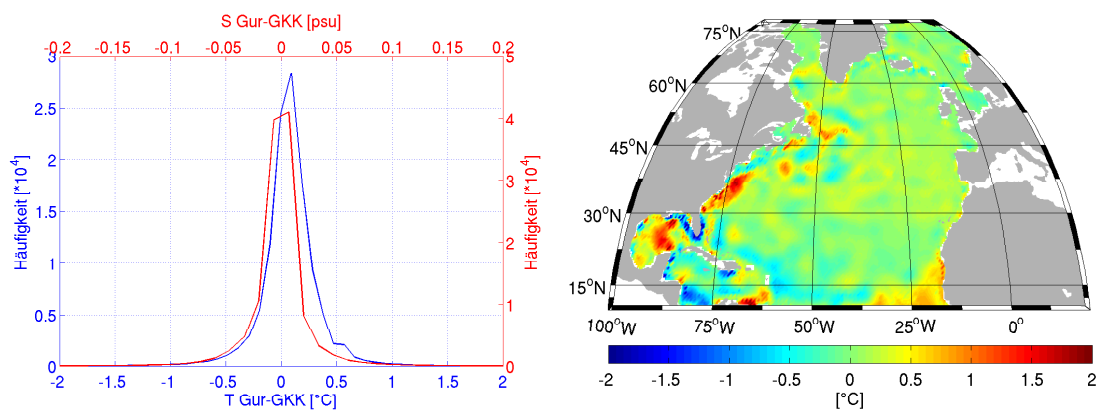 S Gur-GKK [psu]
-0.2 -0.1 -0.1 -0.05 0 0.05 0.1 0.15 0.2
3 2.5 2 1.5 1 0.5 0
Häufigkeit [*10⁴]
5 4 3 2 1 0
Häufigkeit [*10⁴]
-2 -1.5 -1 -0.5 0 0.5 1 1.5 2
T Gur-GKK [°C]
75°N
60°N
45°N
30°N
15°N
100°W 75°W 50°W 25°W 0°
-2 -1.5 -1 -0.5 0 0.5 1 1.5 2
[°C]